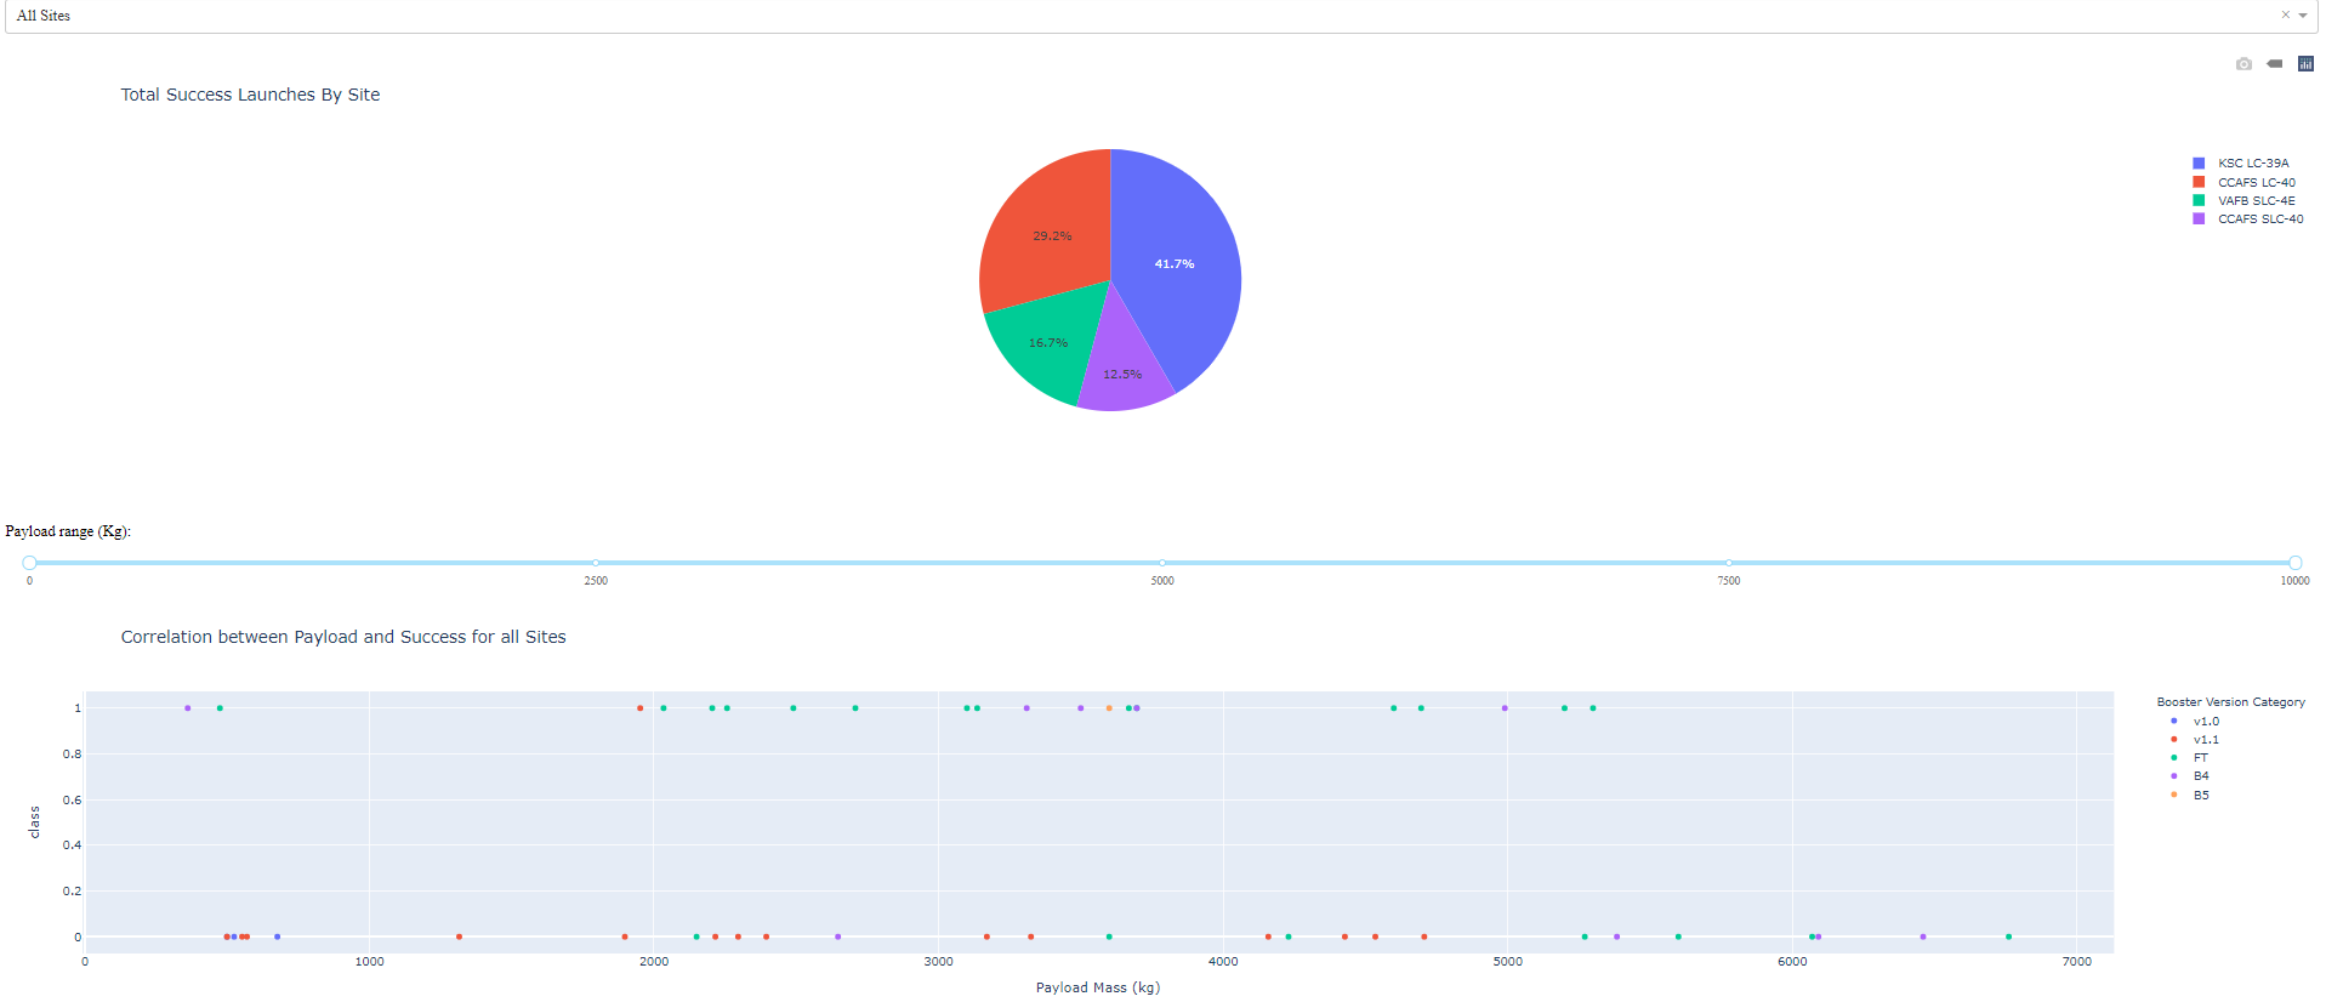 All Sites
Total Success Launches By Site
KSC LC-39A
CCAFS LC-40
VAFB SLC-4E
CCAFS SLC-40
29.2%
41.7%
16.7%
12.5%
Payload range (Kg):
0 2500 5000 7500 10000
Correlation between Payload and Success for all Sites
Booster Version Category
v1.0
v1.1
FT
B4
B5
class
1
0.8
0.6
0.4
0.2
0
0 1000 2000 3000 4000 5000 6000 7000
Payload Mass (kg)